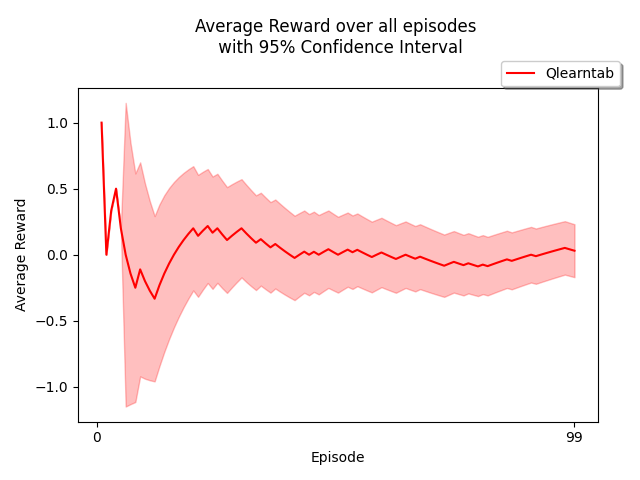 Average Reward over all episodes
with 95% Confidence Interval
Qlearntab
1.0
0.5
0.0
−0.5
−1.0
Average Reward
0
99
Episode